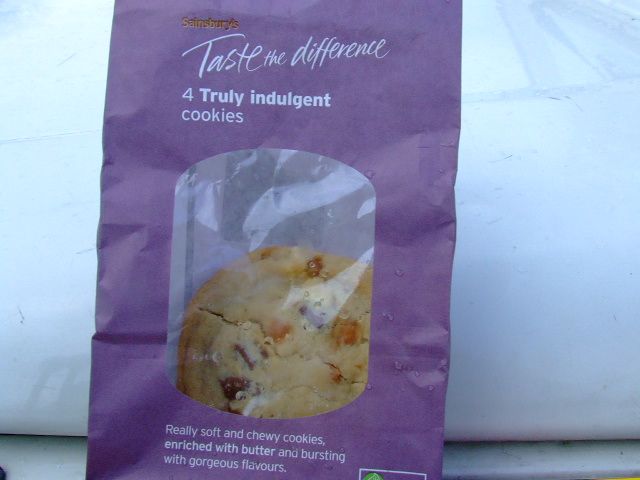 Sainsbury's
Taste the difference
4 Truly indulgent
cookies
Really soft and chewy cookies,
enriched with butter and bursting
with gorgeous flavours.